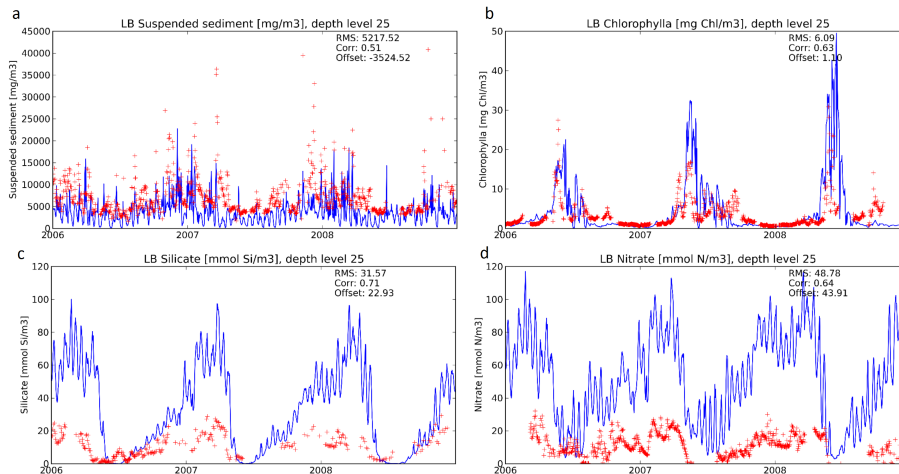 a
LB Suspended sediment [mg/m3], depth level 25
RMS: 5217.52
Corr: 0.51
Offset: -3524.52
Suspended sediment [mg/m3]
45000
40000
35000
30000
25000
20000
15000
10000
5000
0
2006
2007
2008
b
LB Chlorophylla [mg Chl/m3], depth level 25
RMS: 6.09
Corr: 0.63
Offset: 1.10
Chlorophylla [mg Chl/m3]
50
40
30
20
10
0
2006
2007
2008
c
LB Silicate [mmol Si/m3], depth level 25
RMS: 31.57
Corr: 0.71
Offset: 22.93
Silicate [mmol Si/m3]
120
100
80
60
40
20
0
2006
2007
2008
d
LB Nitrate [mmol N/m3], depth level 25
RMS: 48.78
Corr: 0.64
Offset: 43.91
Nitrate [mmol N/m3]
120
100
80
60
40
20
0
2006
2007
2008